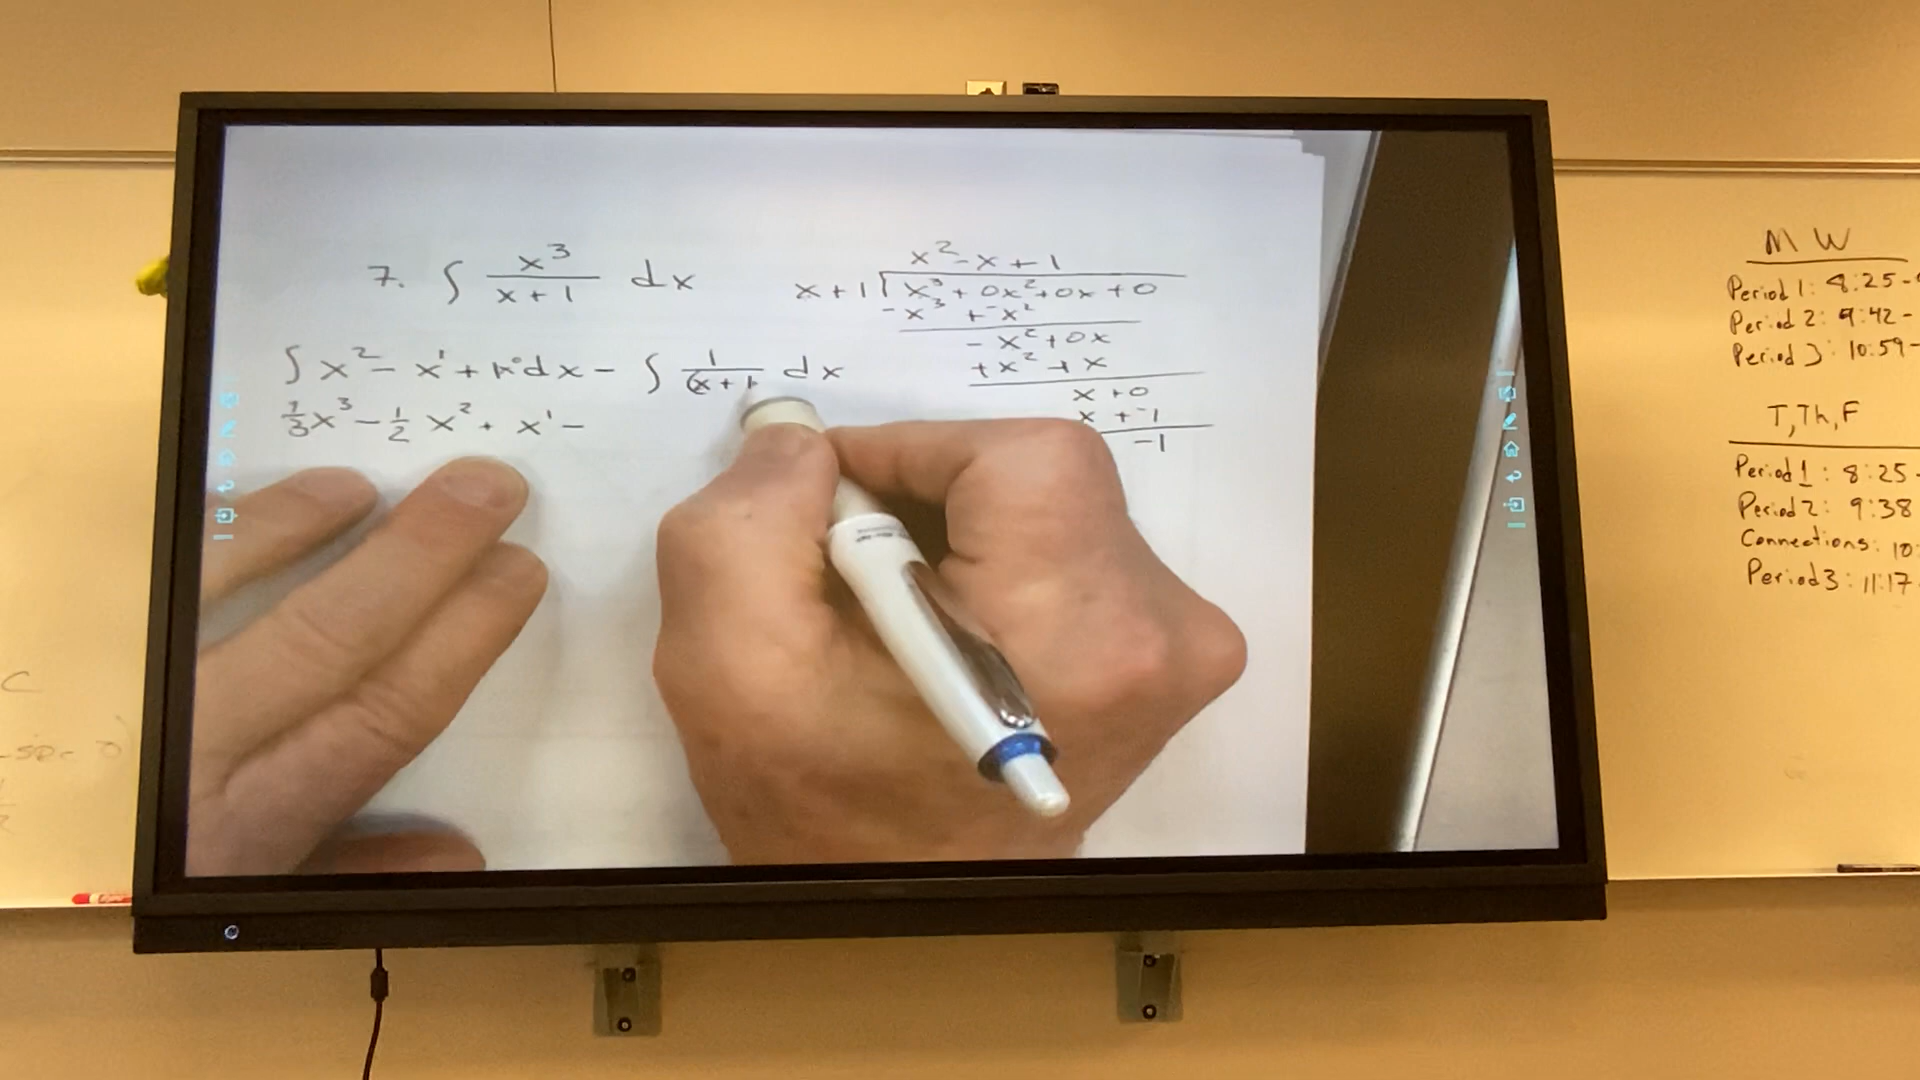 7. ∫ x³/(x+1) dx
x² - x + 1
x+1 ⟌ x³ + 0x² + 0x + 0
- x³ + - x²
- x² + 0x
+ x² + x
x + 0
x + - 1
- 1
∫ x² - x¹ + 1x⁰ dx - ∫ 1/(x+1 dx
1/3 x³ - 1/2 x² + x¹ -
M W
Period 1: 8:25-
Period 2: 9:42-
Period 3: 10:59-
T, Th, F
Period 1: 8:25-
Period 2: 9:38
Connections: 10:
Period 3: 11:17
C